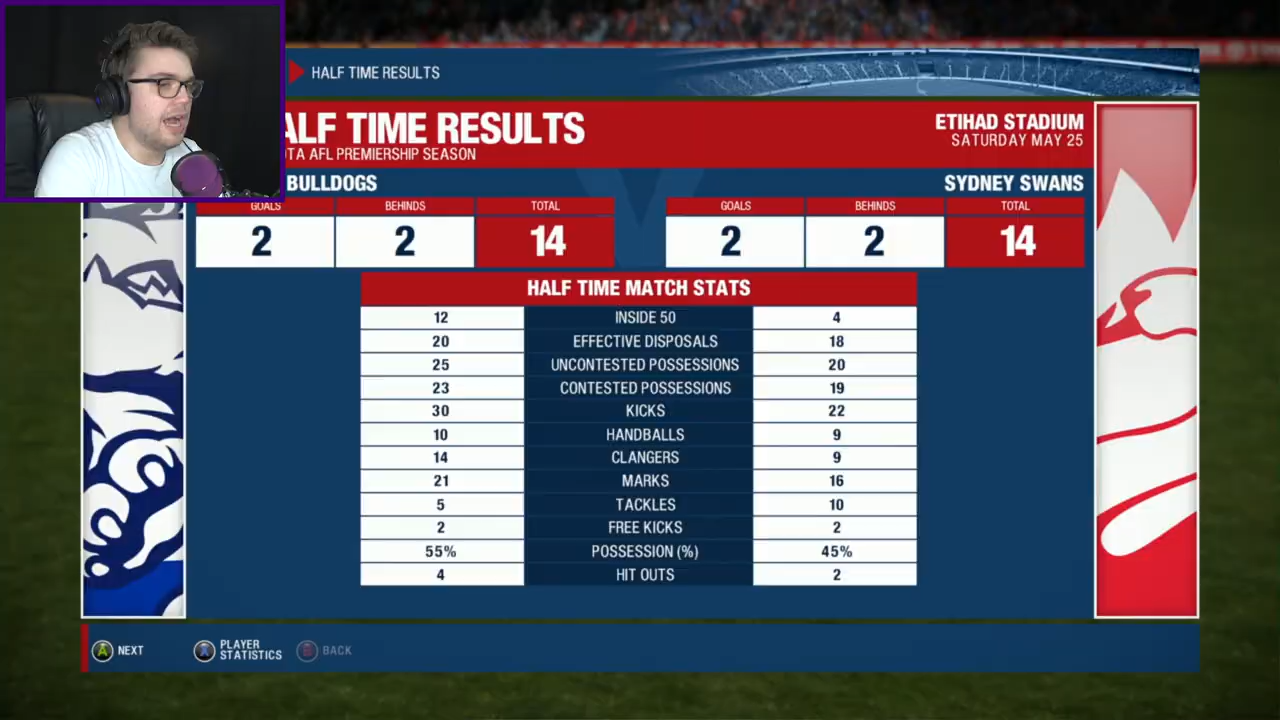 HALF TIME RESULTS
ALF TIME RESULTS
OTA AFL PREMIERSHIP SEASON
ETIHAD STADIUM
SATURDAY MAY 25
BULLDOGS
SYDNEY SWANS
GOALS BEHINDS TOTAL GOALS BEHINDS TOTAL
2 2 14 2 2 14
HALF TIME MATCH STATS
12 INSIDE 50 4
20 EFFECTIVE DISPOSALS 18
25 UNCONTESTED POSSESSIONS 20
23 CONTESTED POSSESSIONS 19
30 KICKS 22
10 HANDBALLS 9
14 CLANGERS 9
21 MARKS 16
5 TACKLES 10
2 FREE KICKS 2
55% POSSESSION (%) 45%
4 HIT OUTS 2
A NEXT X PLAYER STATISTICS B BACK